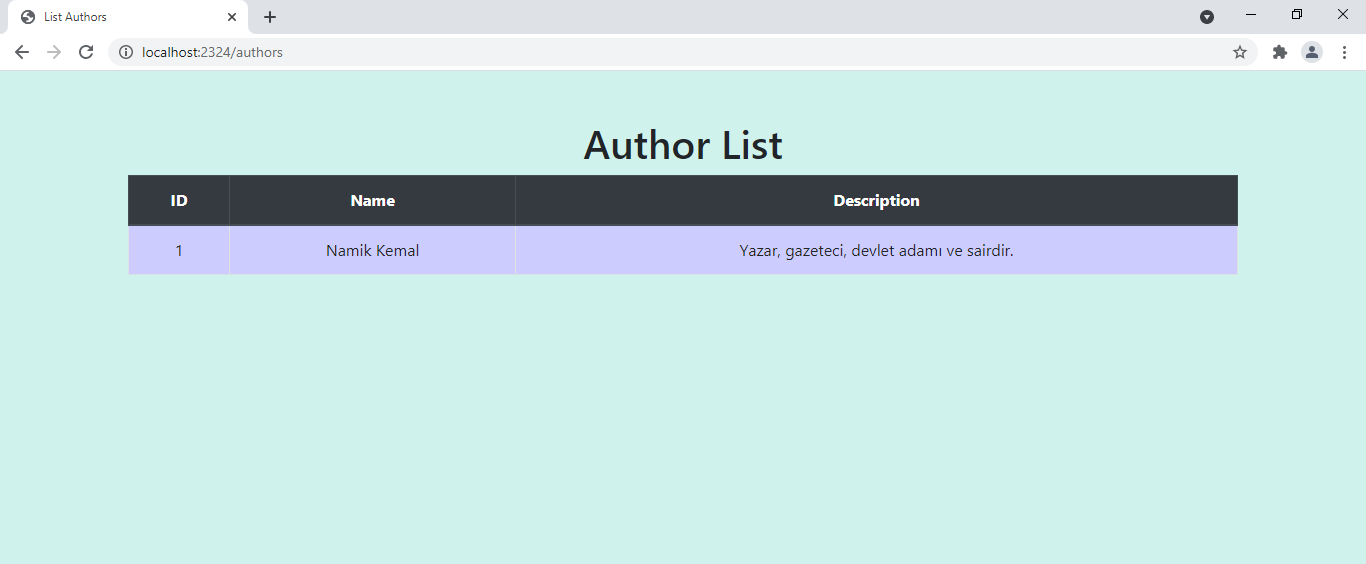 List Authors
localhost:2324/authors
Author List
ID Name Description
1 Namik Kemal Yazar, gazeteci, devlet adamı ve sairdir.